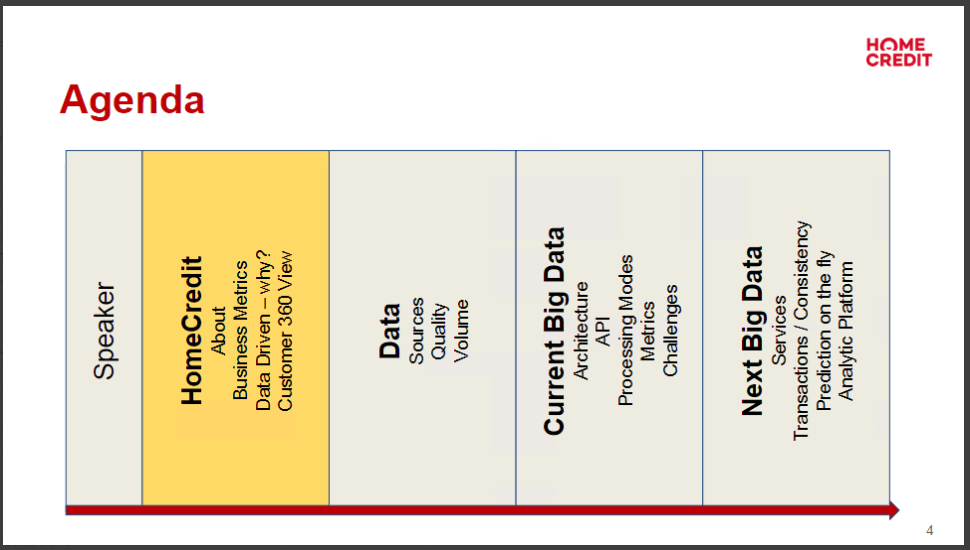 HOME
CREDIT
Agenda
Speaker
HomeCredit
About
Business Metrics
Data Driven – why?
Customer 360 View
Data
Sources
Quality
Volume
Current Big Data
Architecture
API
Processing Modes
Metrics
Challenges
Next Big Data
Services
Transactions / Consistency
Prediction on the fly
Analytic Platform
4